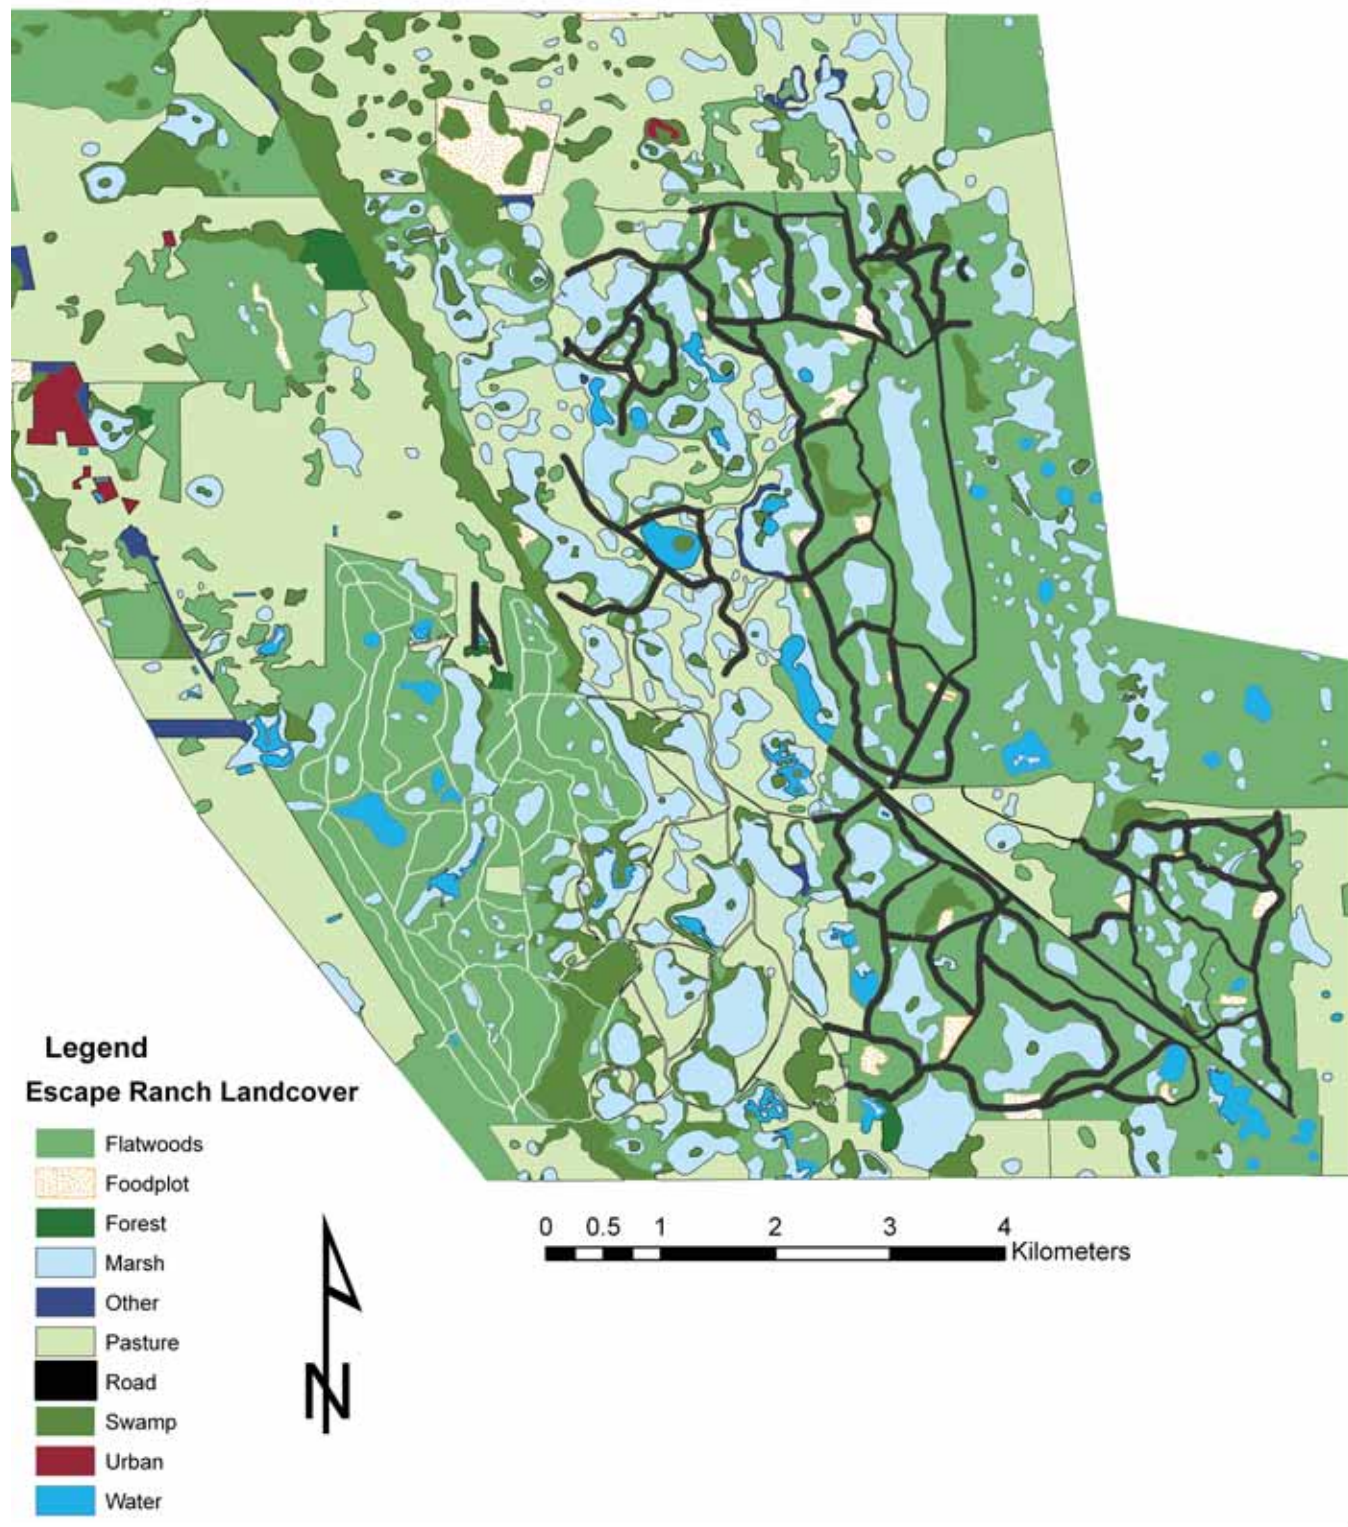 Legend
Escape Ranch Landcover
Flatwoods
Foodplot
Forest
Marsh
Other
Pasture
Road
Swamp
Urban
Water
N
0 0.5 1 2 3 4
Kilometers